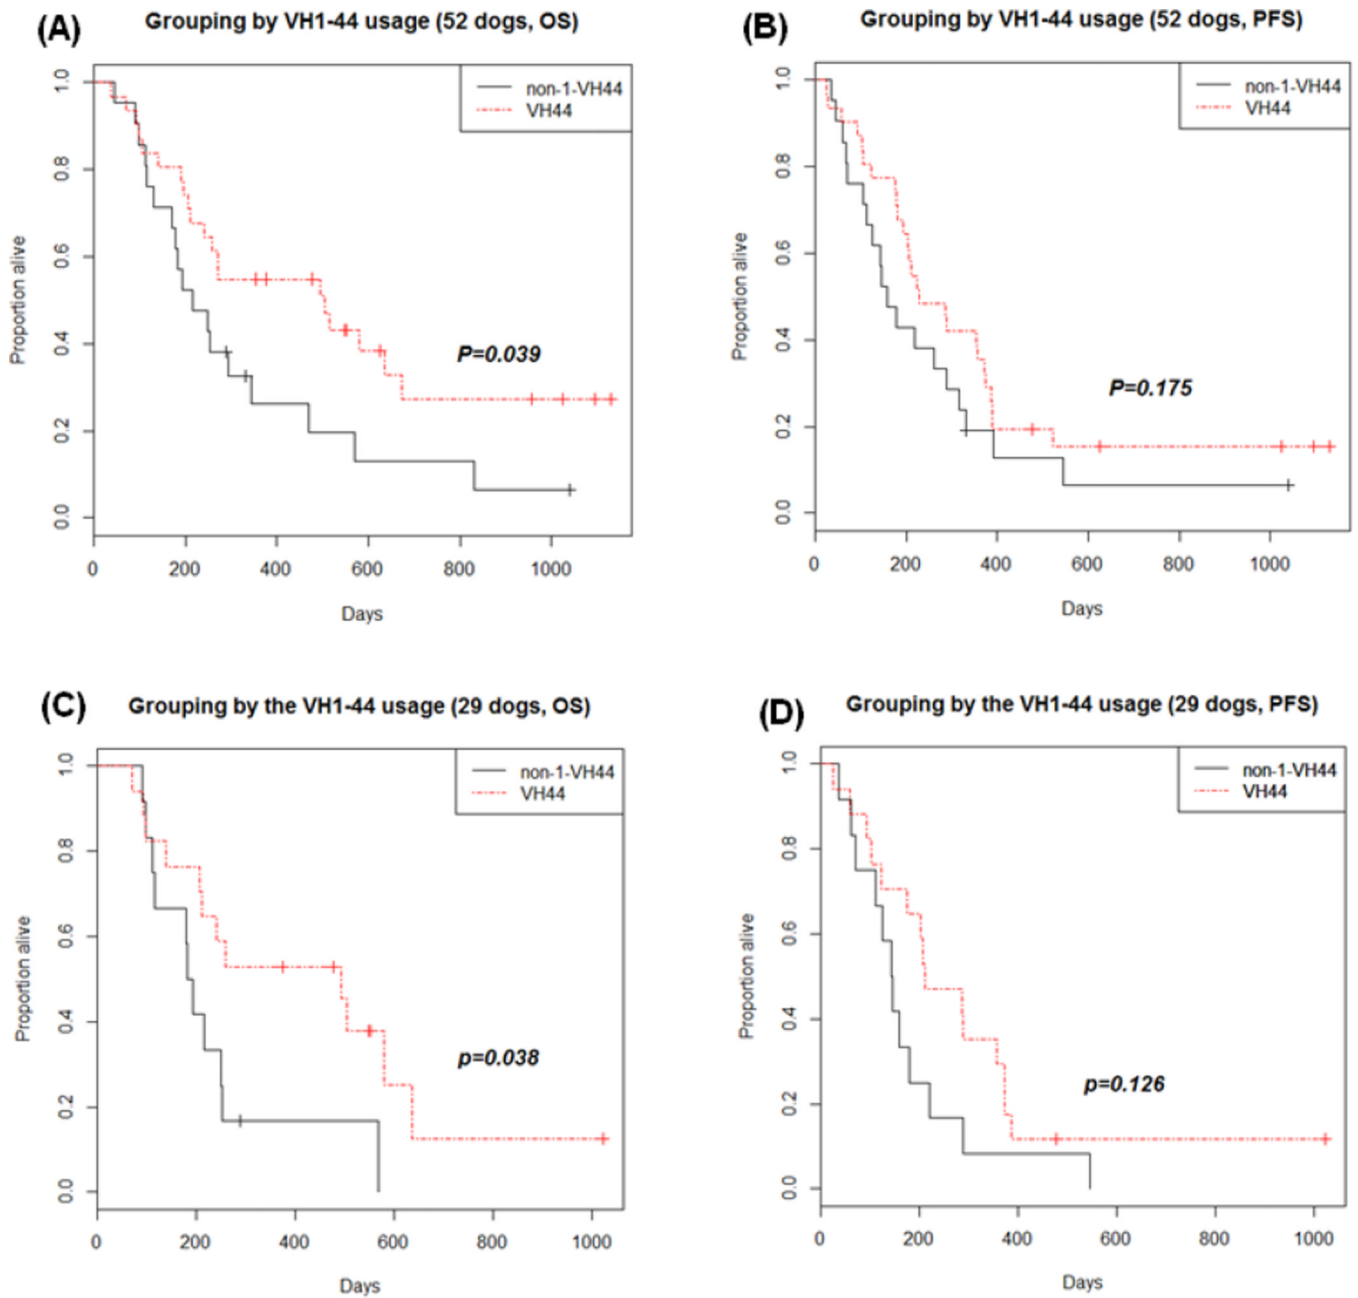 (A)
Grouping by VH1-44 usage (52 dogs, OS)
non-1-VH44
VH44
Proportion alive
1.0
0.8
0.6
0.4
0.2
0.0
P=0.039
0 200 400 600 800 1000
Days
(B)
Grouping by VH1-44 usage (52 dogs, PFS)
non-1-VH44
VH44
Proportion alive
1.0
0.8
0.6
0.4
0.2
0.0
P=0.175
0 200 400 600 800 1000
Days
(C)
Grouping by the VH1-44 usage (29 dogs, OS)
non-1-VH44
VH44
Proportion alive
1.0
0.8
0.6
0.4
0.2
0.0
p=0.038
0 200 400 600 800 1000
Days
(D)
Grouping by the VH1-44 usage (29 dogs, PFS)
non-1-VH44
VH44
Proportion alive
1.0
0.8
0.6
0.4
0.2
0.0
p=0.126
0 200 400 600 800 1000
Days